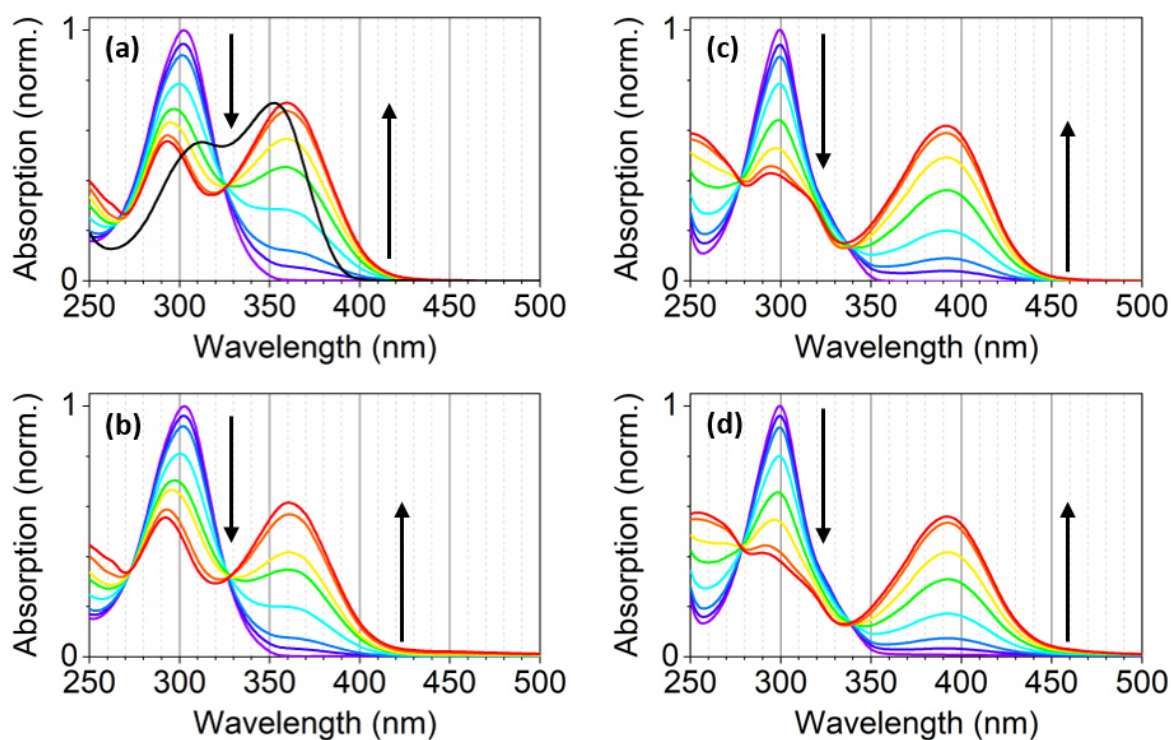 (a)
Absorption (norm.)
1
0
250 300 350 400 450 500
Wavelength (nm)
(c)
Absorption (norm.)
1
0
250 300 350 400 450 500
Wavelength (nm)
(b)
Absorption (norm.)
1
0
250 300 350 400 450 500
Wavelength (nm)
(d)
Absorption (norm.)
1
0
250 300 350 400 450 500
Wavelength (nm)